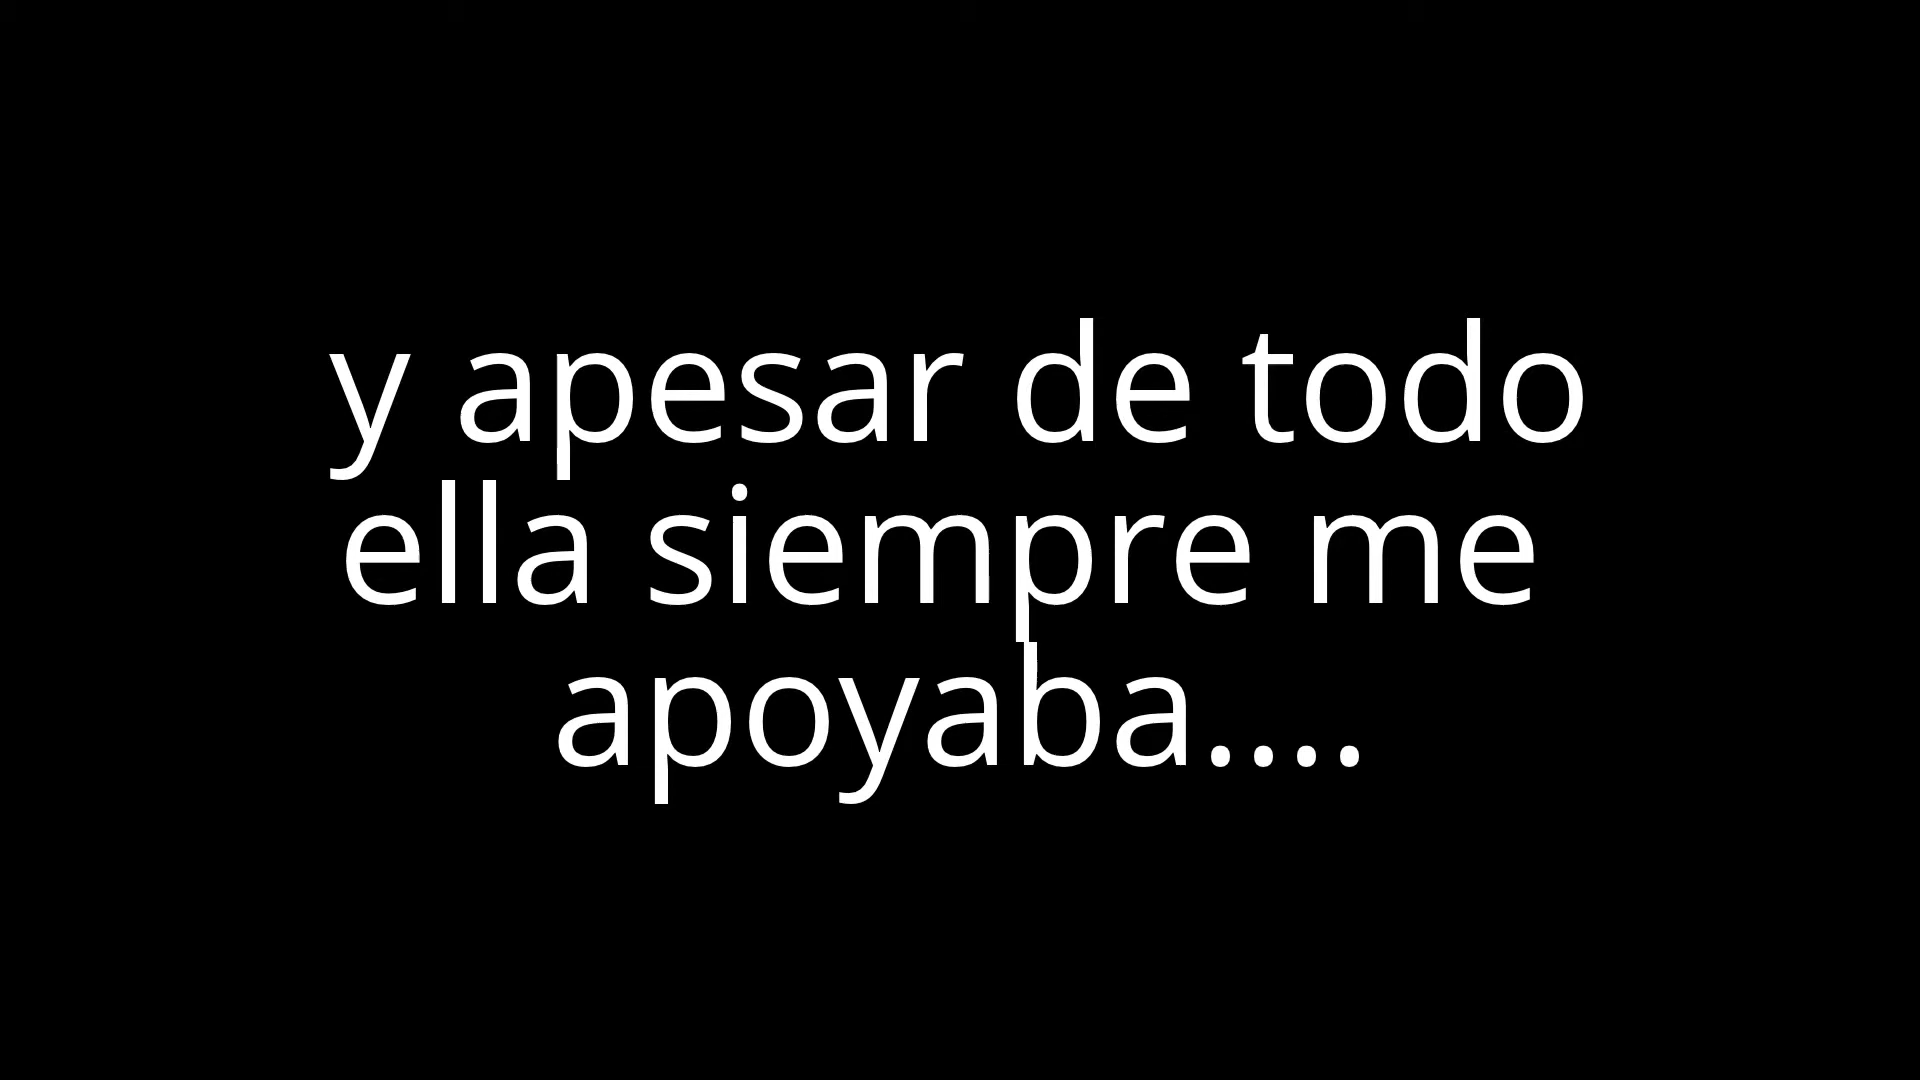 y apesar de todo
ella siempre me
apoyaba....